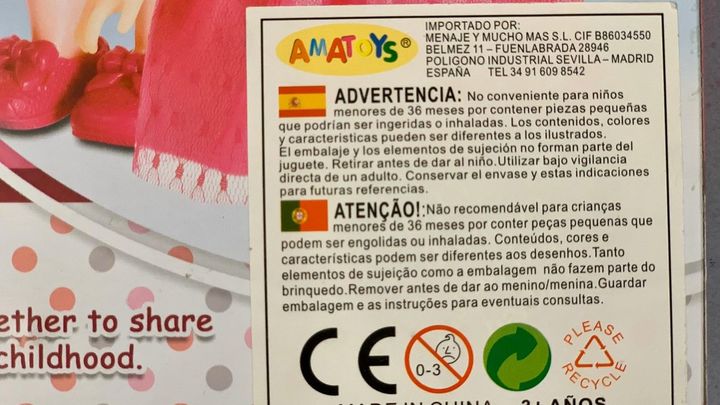 AMATOYS®
IMPORTADO POR:
MENAJE Y MUCHO MAS S.L. CIF B86034550
BELMEZ 11 – FUENLABRADA 28946
POLIGONO INDUSTRIAL SEVILLA – MADRID
ESPAÑA TEL 34 91 609 8542
ADVERTENCIA: No conveniente para niños
menores de 36 meses por contener piezas pequeñas
que podrían ser ingeridas o inhaladas. Los contenidos, colores
y caracteristicas pueden ser diferentes a los ilustrados.
El embalaje y los elementos de sujeción no forman parte del
juguete. Retirar antes de dar al niño.Utilizar bajo vigilancia
directa de un adulto. Conservar el envase y estas indicaciones
para futuras referencias.
ATENÇÃO!:Não recomendável para crianças
menores de 36 meses por conter peças pequenas que
podem ser engolidas ou inhaladas. Conteúdos, cores e
características podem ser diferentes aos desenhos.Tanto
elementos de sujeição como a embalagem não fazem parte do
brinquedo.Remover antes de dar ao menino/menina.Guardar
embalagem e as instruções para eventuais consultas.
ether to share
childhood.
CE
0-3
PLEASE
RECYCLE
MADE IN CHINA 3+ AÑOS